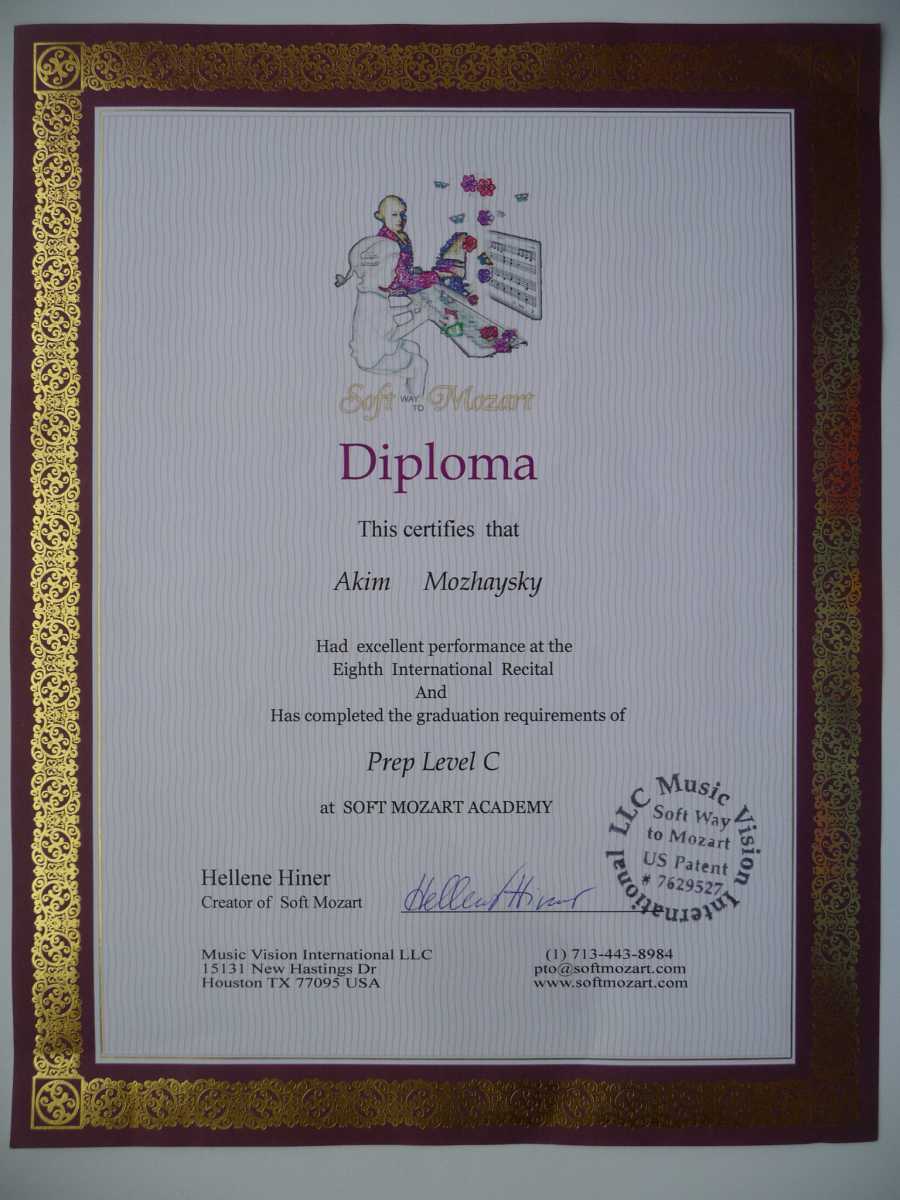 Soft WAY TO Mozart
Diploma
This certifies that
Akim Mozhaysky
Had excellent performance at the
Eighth International Recital
And
Has completed the graduation requirements of
Prep Level C
at SOFT MOZART ACADEMY
Music Vision International LLC
Soft Way
to Mozart
US Patent
* 7629527
Hellene Hiner
Creator of Soft Mozart
Hellene Hiner
Music Vision International LLC
15131 New Hastings Dr
Houston TX 77095 USA
(1) 713-443-8984
pto@softmozart.com
www.softmozart.com